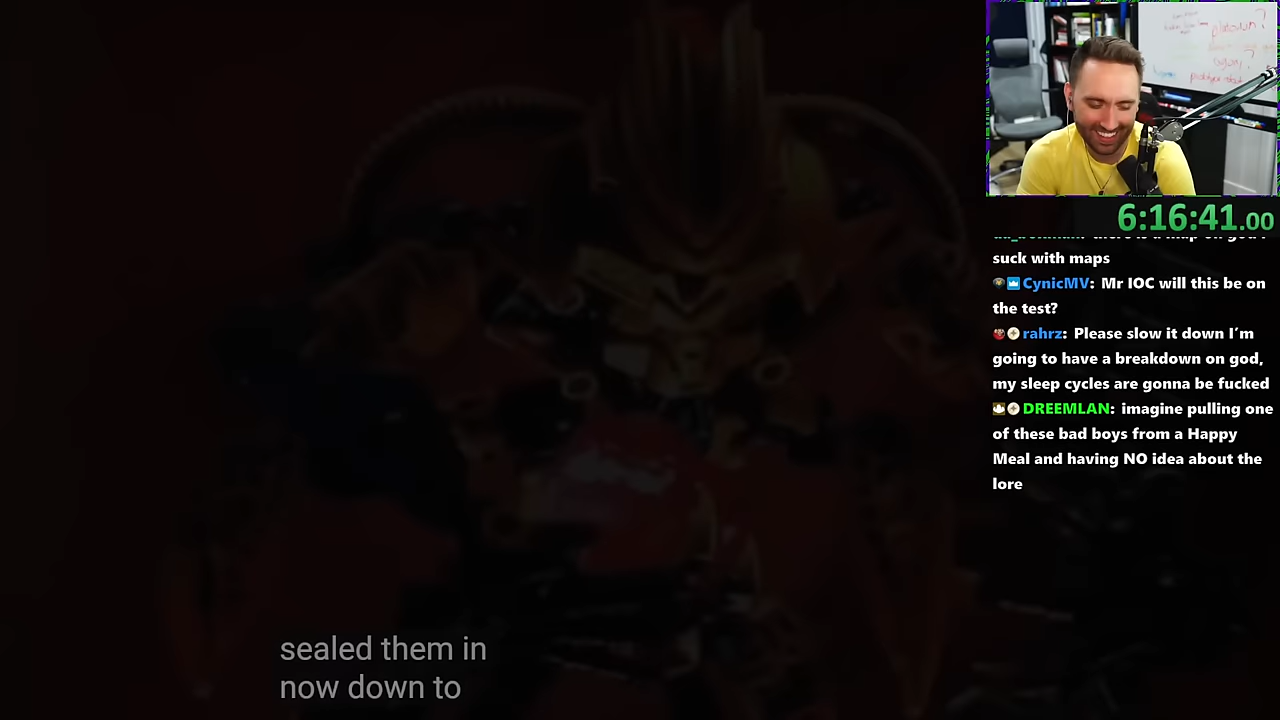 platodun?
6:16:41.00
suck with maps
CynicMV: Mr IOC will this be on
the test?
rahrz: Please slow it down I'm
going to have a breakdown on god,
my sleep cycles are gonna be fucked
DREEMLAN: imagine pulling one
of these bad boys from a Happy
Meal and having NO idea about the
lore
sealed them in
now down to